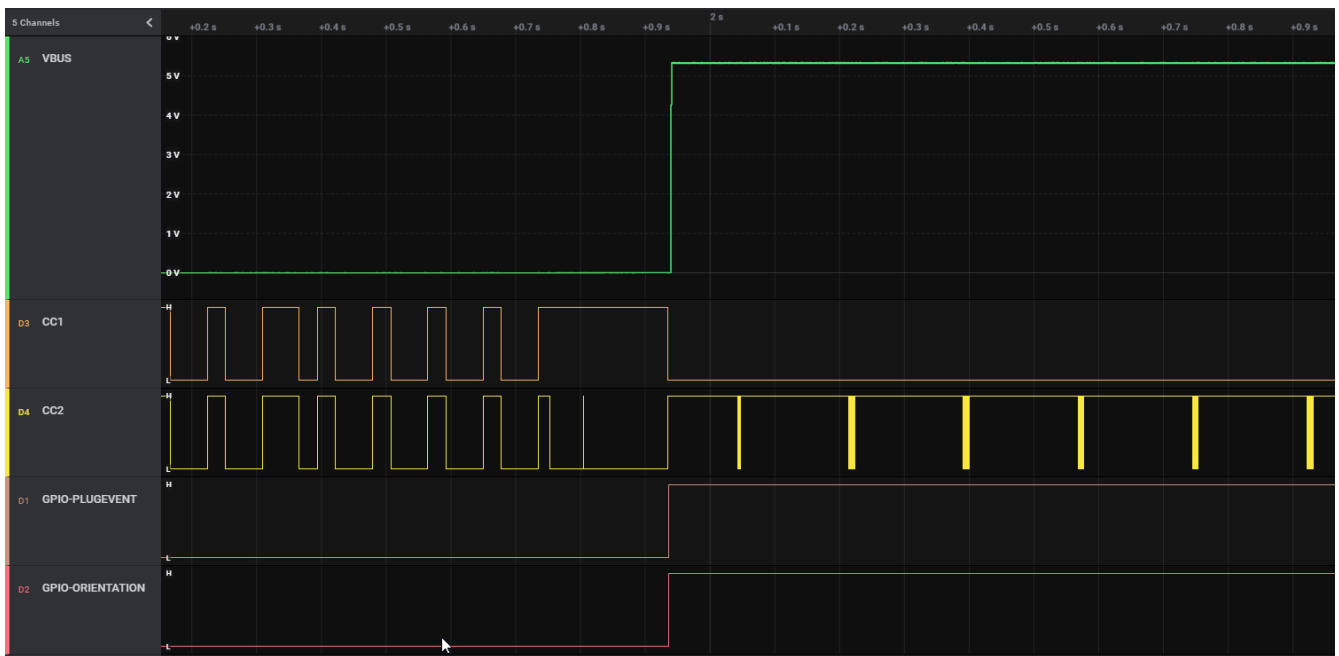 5 Channels
2 s
+0.2 s +0.3 s +0.4 s +0.5 s +0.6 s +0.7 s +0.8 s +0.9 s +0.1 s +0.2 s +0.3 s +0.4 s +0.5 s +0.6 s +0.7 s +0.8 s +0.9 s
A5 VBUS
5 V
4 V
3 V
2 V
1 V
0 V
H
D3 CC1
L
H
D4 CC2
L
H
D1 GPIO-PLUGEVENT
L
H
D2 GPIO-ORIENTATION
L